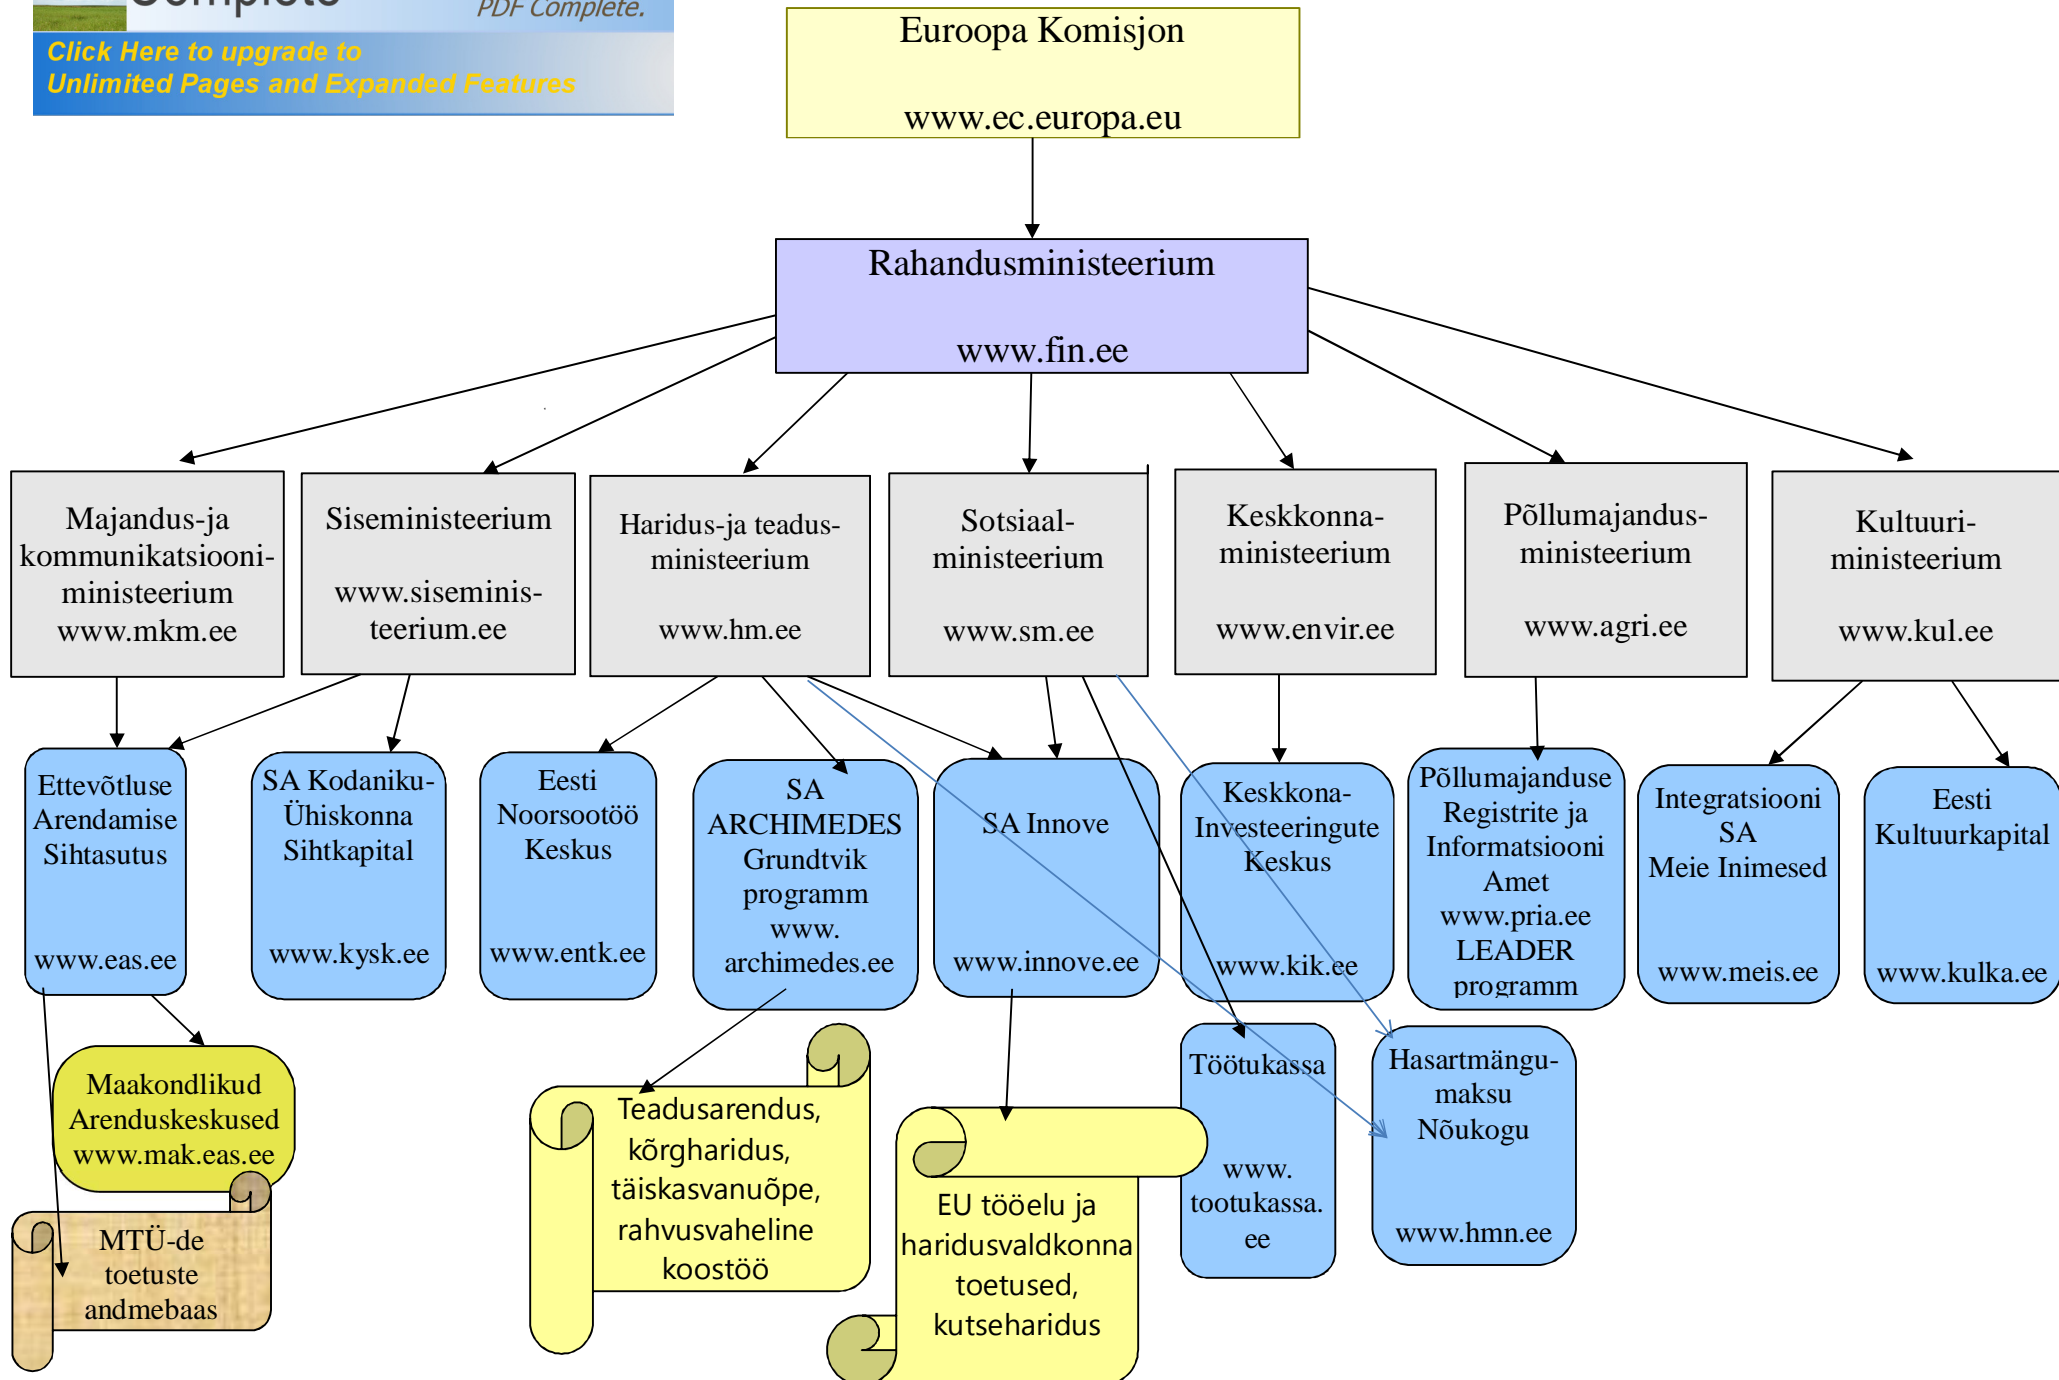 Complete
PDF Complete.
Click Here to upgrade to
Unlimited Pages and Expanded Features
Euroopa Komisjon
www.ec.europa.eu
Rahandusministeerium
www.fin.ee
Majandus-ja
kommunikatsiooni-
ministeerium
www.mkm.ee
Siseministeerium
www.siseminis-
teerium.ee
Haridus-ja teadus-
ministeerium
www.hm.ee
Sotsiaal-
ministeerium
www.sm.ee
Keskkonna-
ministeerium
www.envir.ee
Põllumajandus-
ministeerium
www.agri.ee
Kultuuri-
ministeerium
www.kul.ee
Ettevõtluse
Arendamise
Sihtasutus
www.eas.ee
SA Kodaniku-
Ühiskonna
Sihtkapital
www.kysk.ee
Eesti
Noorsootöö
Keskus
www.entk.ee
SA
ARCHIMEDES
Grundtvik
programm
www.
archimedes.ee
SA Innove
www.innove.ee
Keskkona-
Investeeringute
Keskus
www.kik.ee
Põllumajanduse
Registrite ja
Informatsiooni
Amet
www.pria.ee
LEADER
programm
Integratsiooni
SA
Meie Inimesed
www.meis.ee
Eesti
Kultuurkapital
www.kulka.ee
Maakondlikud
Arenduskeskused
www.mak.eas.ee
MTÜ-de
toetuste
andmebaas
Teadusarendus,
kõrgharidus,
täiskasvanuõpe,
rahvusvaheline
koostöö
EU tööelu ja
haridusvaldkonna
toetused,
kutseharidus
Töötukassa
www.
tootukassa.
ee
Hasartmängu-
maksu
Nõukogu
www.hmn.ee